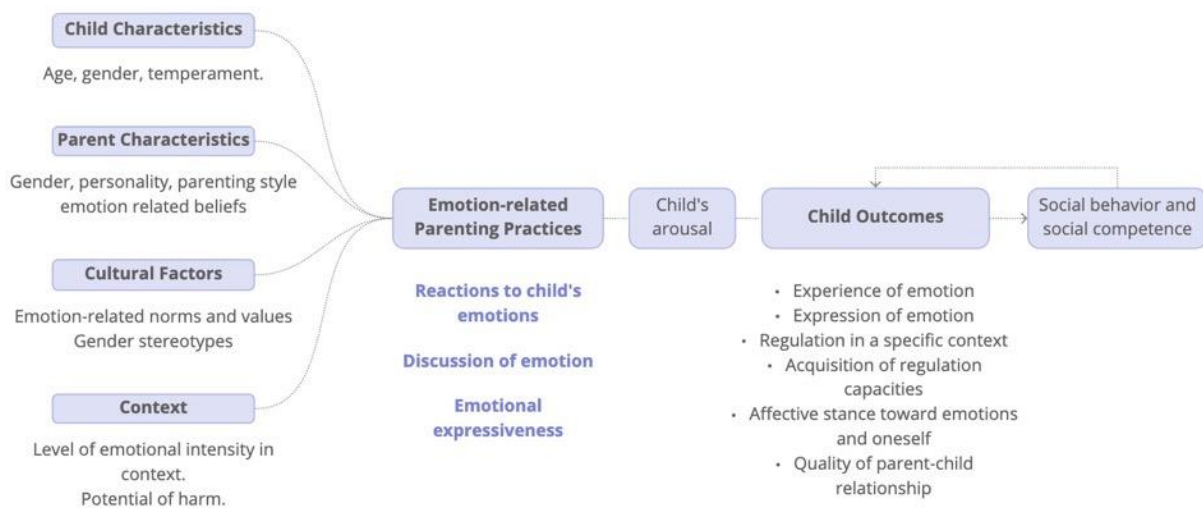 Child Characteristics
Age, gender, temperament.
Parent Characteristics
Gender, personality, parenting style
emotion related beliefs
Cultural Factors
Emotion-related norms and values
Gender stereotypes
Context
Level of emotional intensity in
context.
Potential of harm.
Emotion-related
Parenting Practices
Reactions to child's
emotions
Discussion of emotion
Emotional
expressiveness
Child's
arousal
Child Outcomes
• Experience of emotion
• Expression of emotion
• Regulation in a specific context
• Acquisition of regulation
capacities
• Affective stance toward emotions
and oneself
• Quality of parent-child
relationship
Social behavior and
social competence